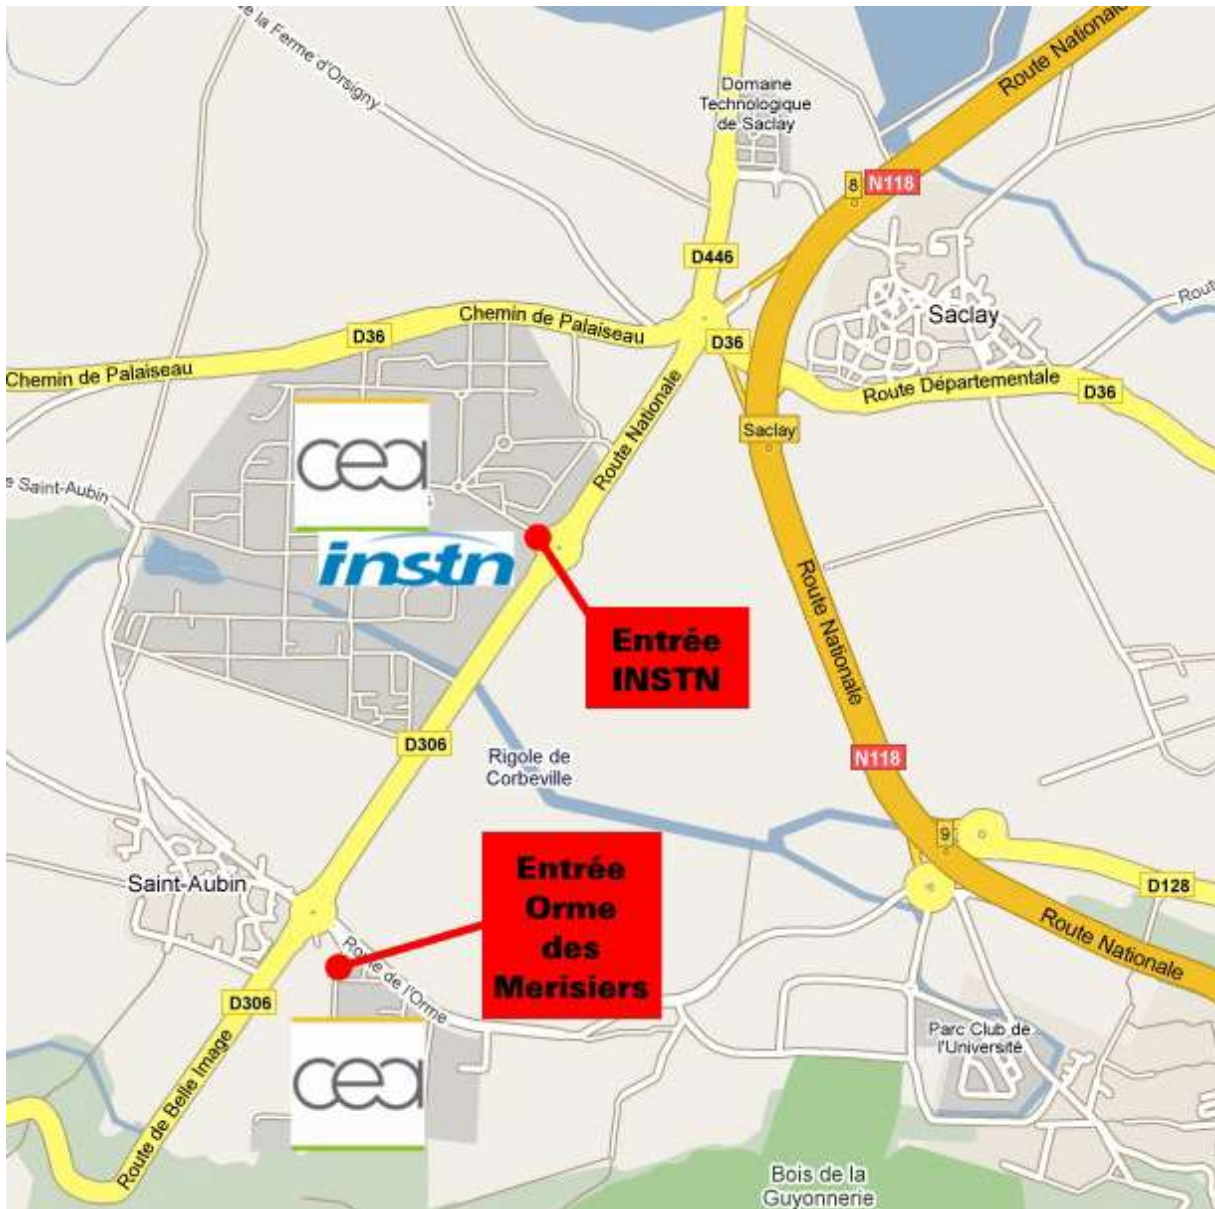 de la Ferme d'Orsigny
Route Nationale
Domaine
Technologique
de Saclay
8
N118
D446
Route
Saclay
Chemin de Palaiseau
D36
D36
Chemin de Palaiseau
Route Départementale
D36
Route Nationale
Saclay
cea
s
e Saint-Aubin
instn
Entrée
INSTN
Route Nationale
D306
Rigole de
Corbeville
N118
9
Entrée
Orme
des
Merisiers
Saint-Aubin
D128
Route de l'Orme
Route Nationale
D306
Parc Club de
l'Université
cea
Route de Belle Image
Bois de la
Guyonnerie